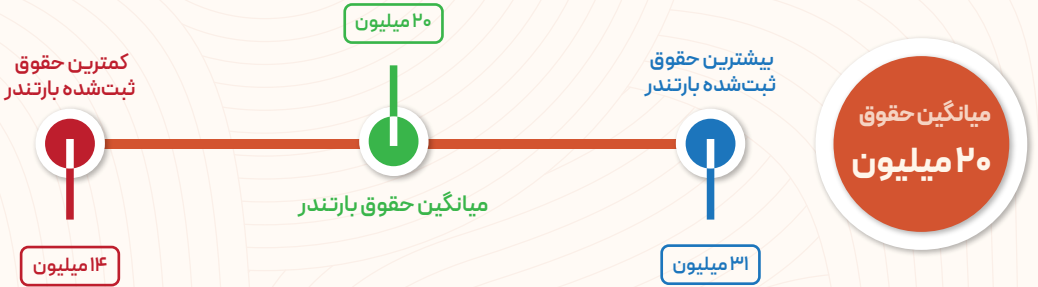 میانگین حقوق
۲۰ میلیون
بیشترین حقوق
ثبت‌شده بارتندر
۳۱ میلیون
۲۰ میلیون
میانگین حقوق بارتندر
کمترین حقوق
ثبت‌شده بارتندر
۱۴ میلیون